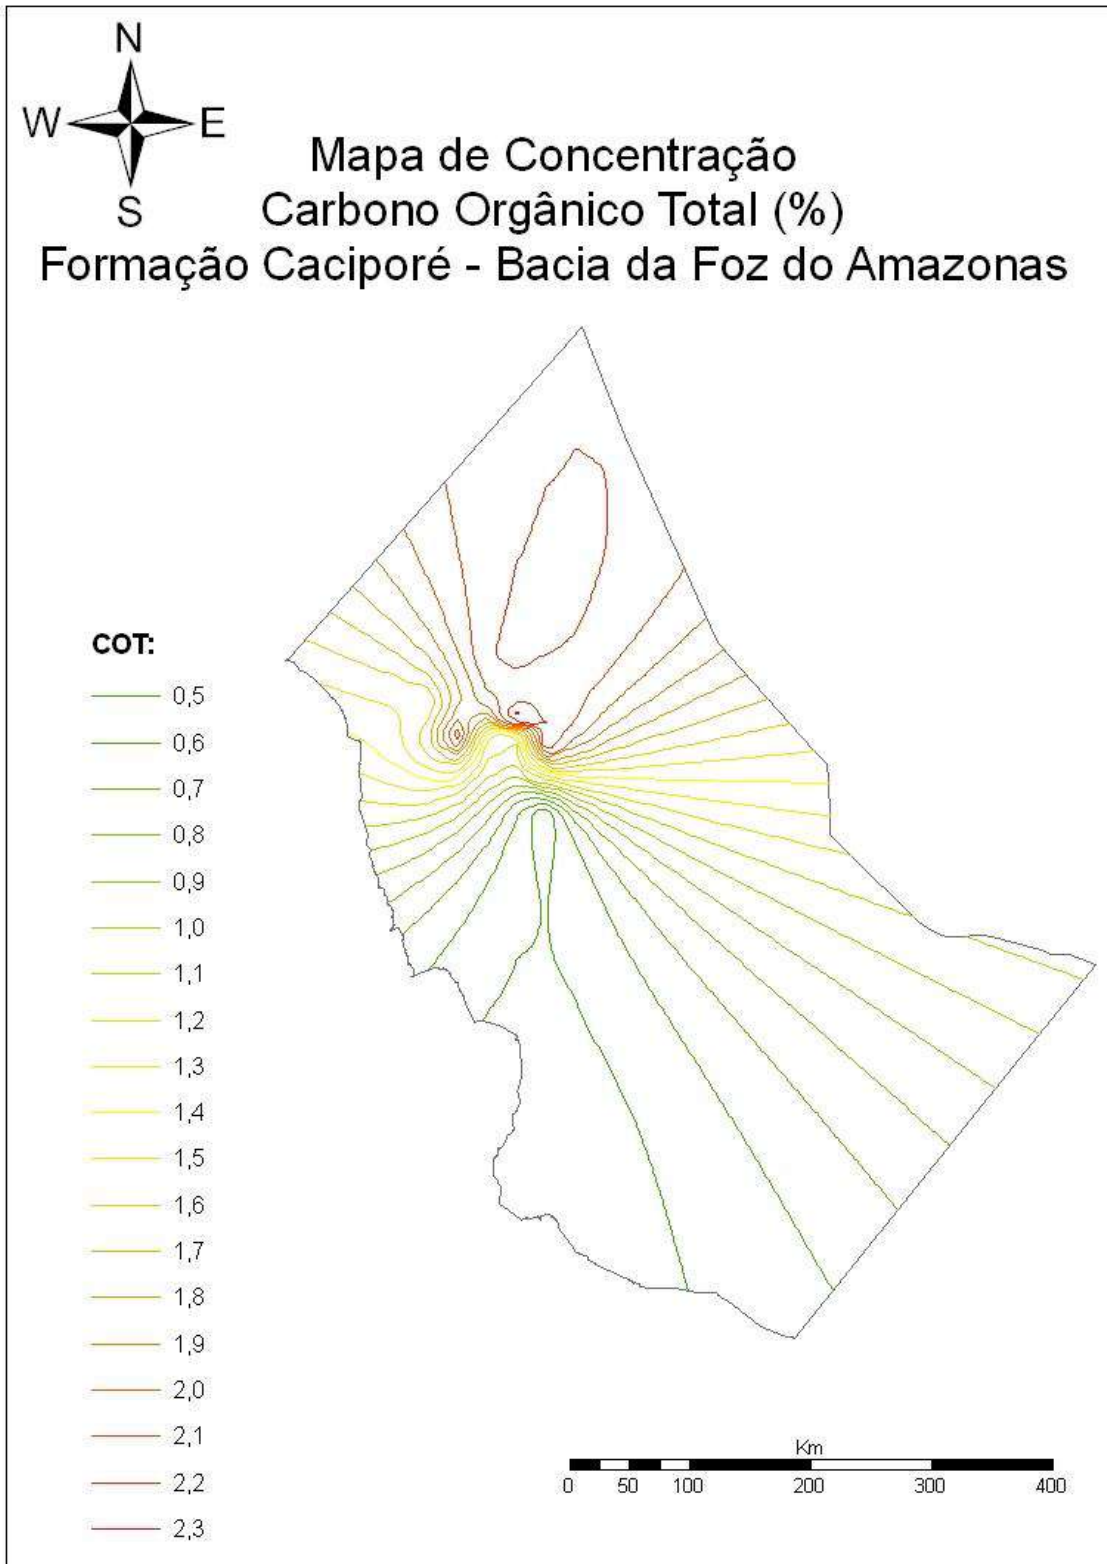 N
W E
S
Mapa de Concentração
Carbono Orgânico Total (%)
Formação Caciporé - Bacia da Foz do Amazonas
COT:
0,5
0,6
0,7
0,8
0,9
1,0
1,1
1,2
1,3
1,4
1,5
1,6
1,7
1,8
1,9
2,0
2,1
2,2
2,3
Km
0 50 100 200 300 400